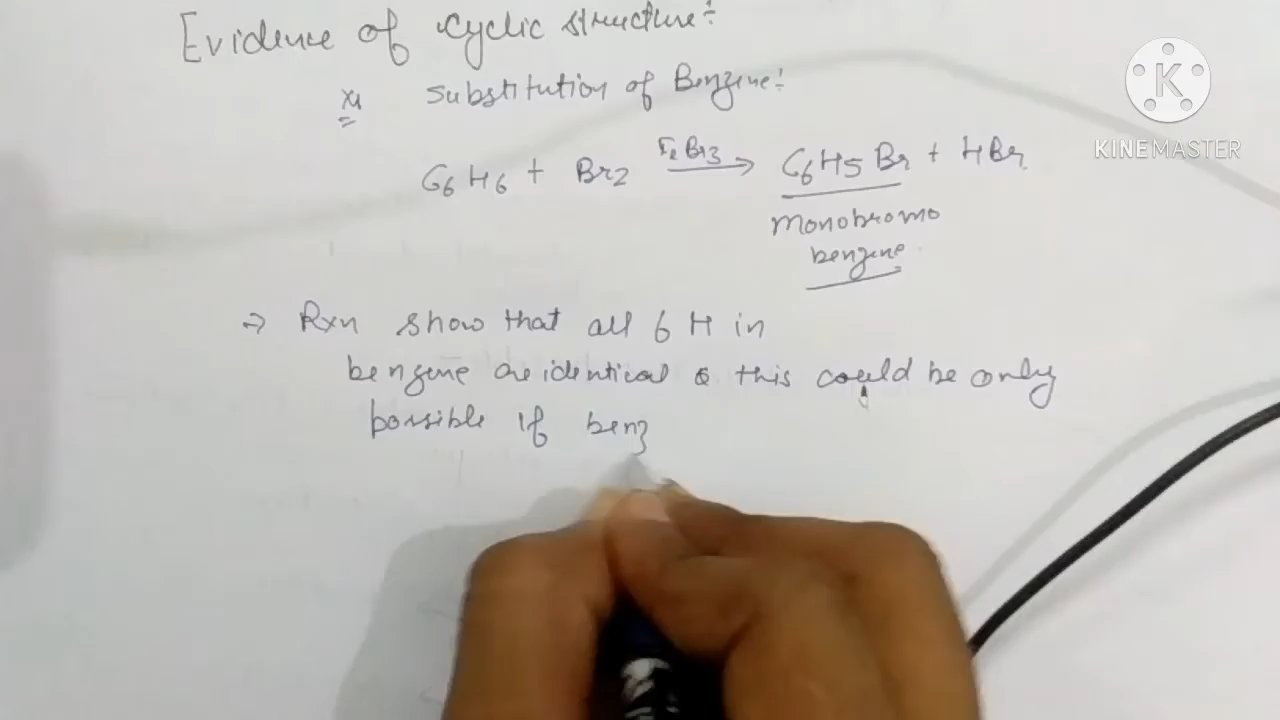 Evidence of cyclic structure:
Substitution of Benzene:
C6H6 + Br2 FeBr3 → C6H5Br + HBr
monobromo
benzene
⇒ Rxn show that all 6 H in
benzene are identical & this could be only
possible if benz
K
KINEMASTER